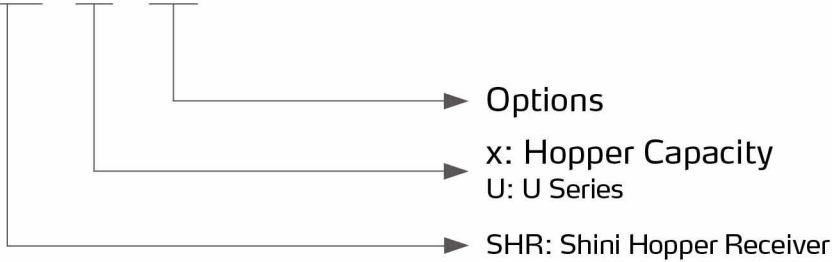 Options
x: Hopper Capacity
U: U Series
SHR: Shini Hopper Receiver